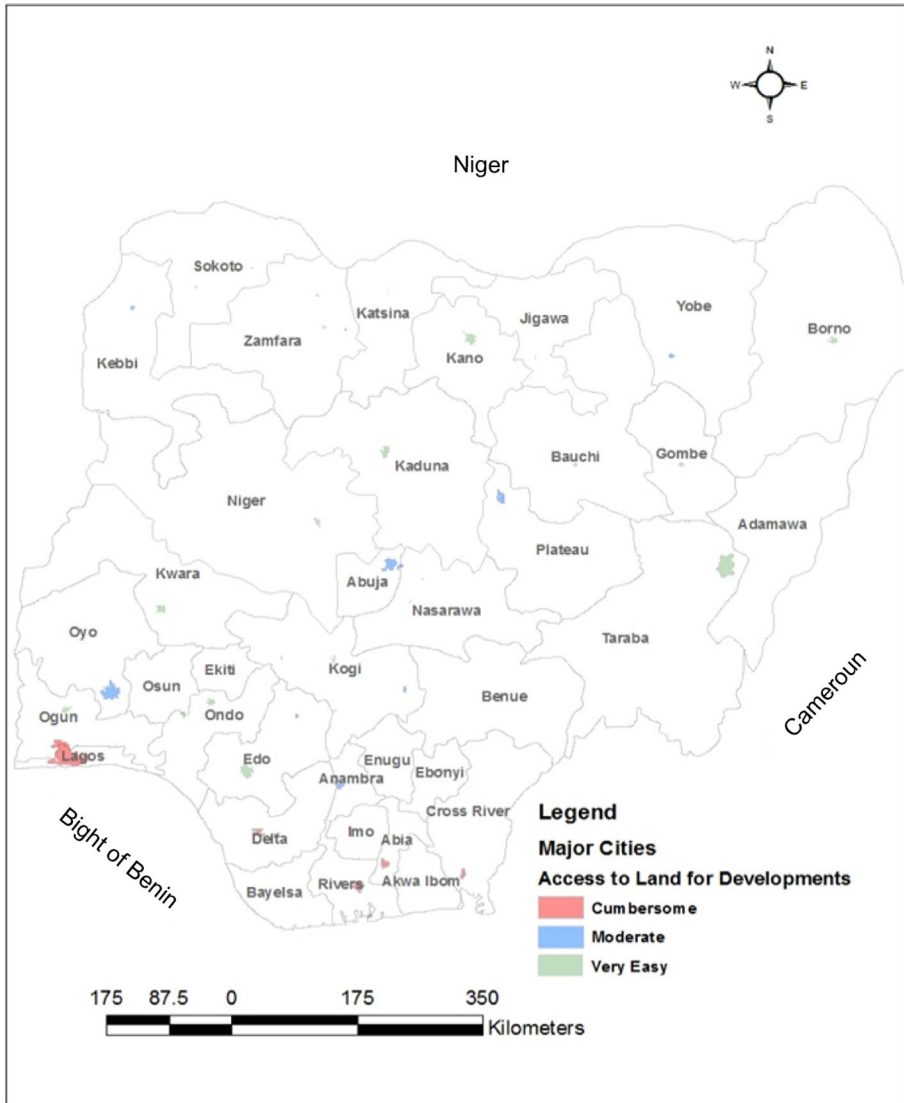 N
W E
S
Niger
Sokoto
Katsina
Yobe
Jigawa
Borno
Zamfara
Kano
Kebbi
Bauchi
Gombe
Kaduna
Niger
Adamawa
Plateau
Kwara
Abuja
Nasarawa
Oyo
Taraba
Ekiti
Kogi
Osun
Benue
Ogun
Ondo
Cameroun
Lagos
Edo
Enugu
Ebonyi
Anambra
Cross River
Bight of Benin
Delta
Imo
Abia
Bayelsa
Rivers
Akwa Ibom
Legend
Major Cities
Access to Land for Developments
Cumbersome
Moderate
Very Easy
175 87.5 0 175 350
Kilometers